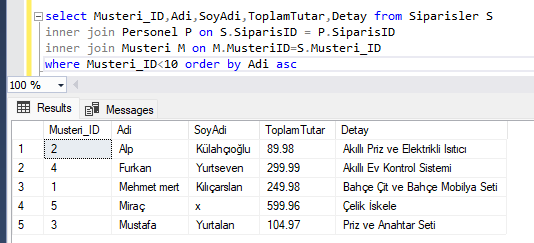 select Musteri_ID,Adi,SoyAdi,ToplamTutar,Detay from Siparisler S
inner join Personel P on S.SiparisID = P.SiparisID
inner join Musteri M on M.MusteriID=S.Musteri_ID
where Musteri_ID<10 order by Adi asc
100 %
Results Messages
Musteri_ID Adi SoyAdi ToplamTutar Detay
1 2 Alp Külahçıoğlu 89.98 Akıllı Priz ve Elektrikli Isıtıcı
2 4 Furkan Yurtseven 299.99 Akıllı Ev Kontrol Sistemi
3 1 Mehmet mert Kılıçarslan 249.98 Bahçe Çit ve Bahçe Mobilya Seti
4 5 Miraç x 599.96 Çelik İskele
5 3 Mustafa Yurtalan 104.97 Priz ve Anahtar Seti